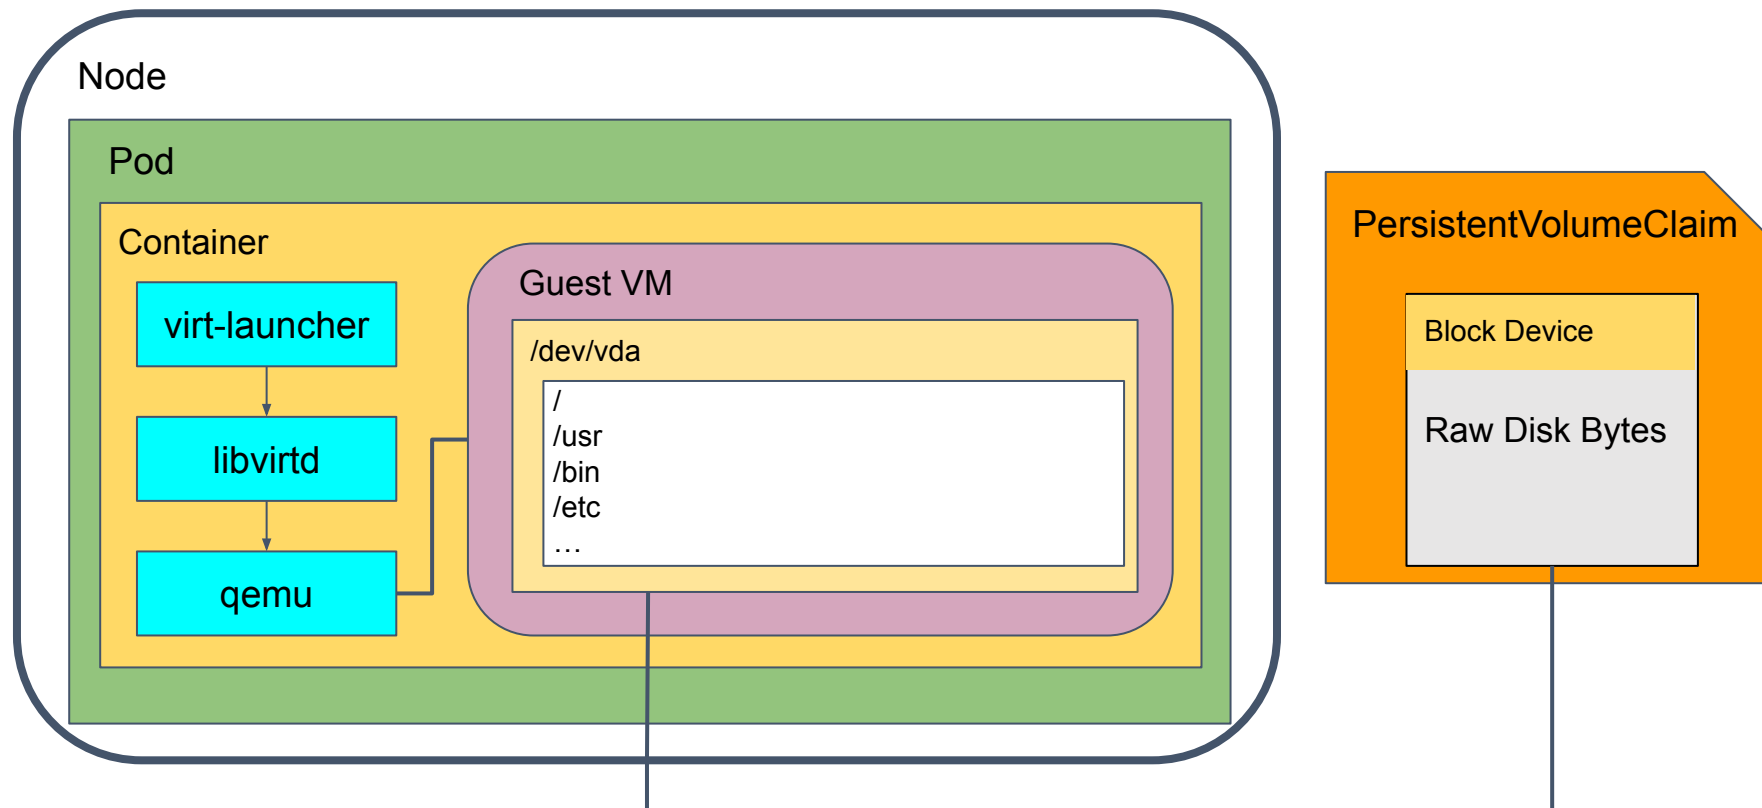 Node
Pod
Container
virt-launcher
libvirtd
qemu
Guest VM
/dev/vda
/
/usr
/bin
/etc
…
PersistentVolumeClaim
Block Device
Raw Disk Bytes